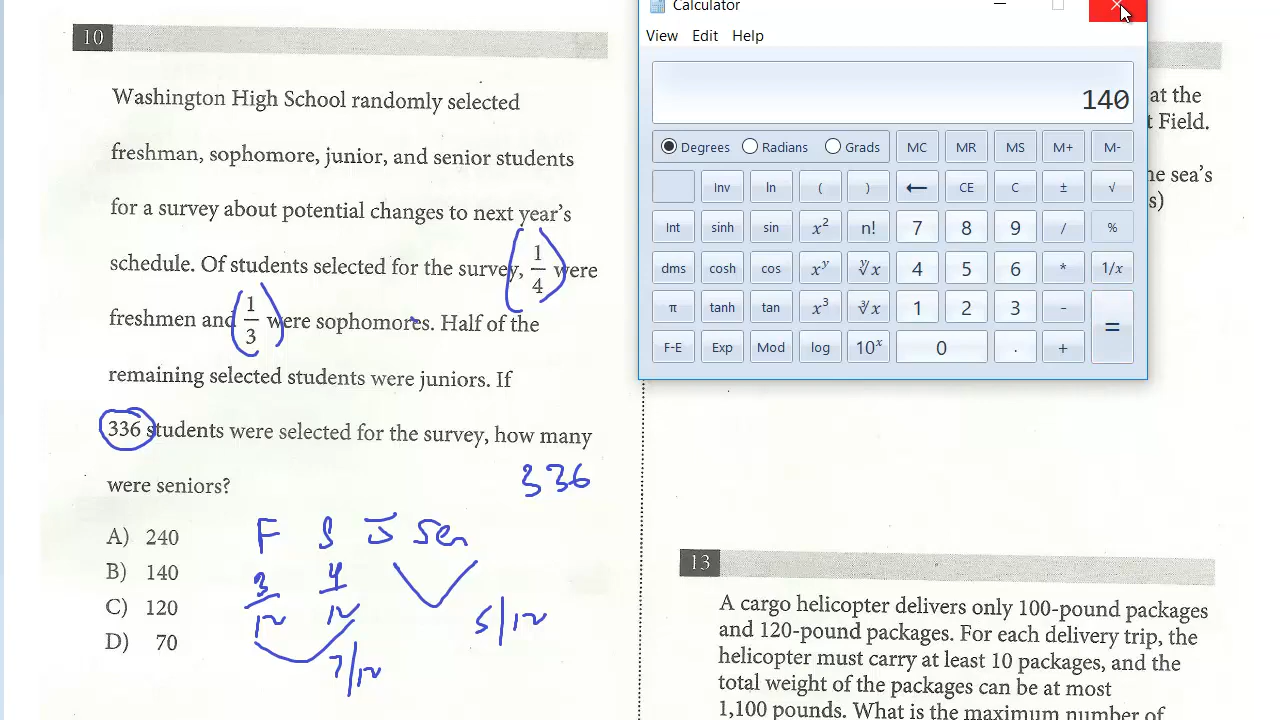 10
Washington High School randomly selected
freshman, sophomore, junior, and senior students
for a survey about potential changes to next year's
schedule. Of students selected for the survey, 1/4 were
freshmen and 1/3 were sophomores. Half of the
remaining selected students were juniors. If
336 students were selected for the survey, how many
were seniors?
336
A) 240
B) 140
C) 120
D) 70
F S J Sen
3/12 4/12
5/12
7/12
Calculator
View Edit Help
140
Degrees Radians Grads MC MR MS M+ M-
Inv ln ( ) ← CE C ± √
Int sinh sin x² n! 7 8 9 / %
dms cosh cos xʸ ʸ√x 4 5 6 * 1/x
π tanh tan x³ ³√x 1 2 3 - =
F-E Exp Mod log 10ˣ 0 . +
at the
t Field.
he sea's
s)
13
A cargo helicopter delivers only 100-pound packages
and 120-pound packages. For each delivery trip, the
helicopter must carry at least 10 packages, and the
total weight of the packages can be at most
1,100 pounds. What is the maximum number of